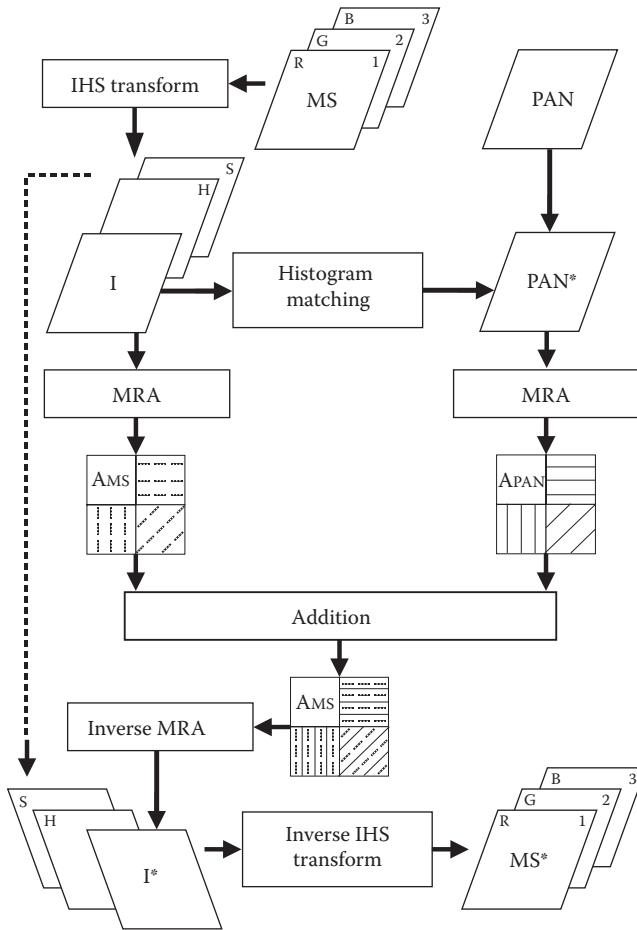 B 3
G 2
R 1
MS
IHS transform
PAN
S
H
I
Histogram
matching
PAN*
MRA
MRA
AMS
APAN
Addition
AMS
Inverse MRA
S
H
I*
Inverse IHS
transform
B 3
G 2
R 1
MS*